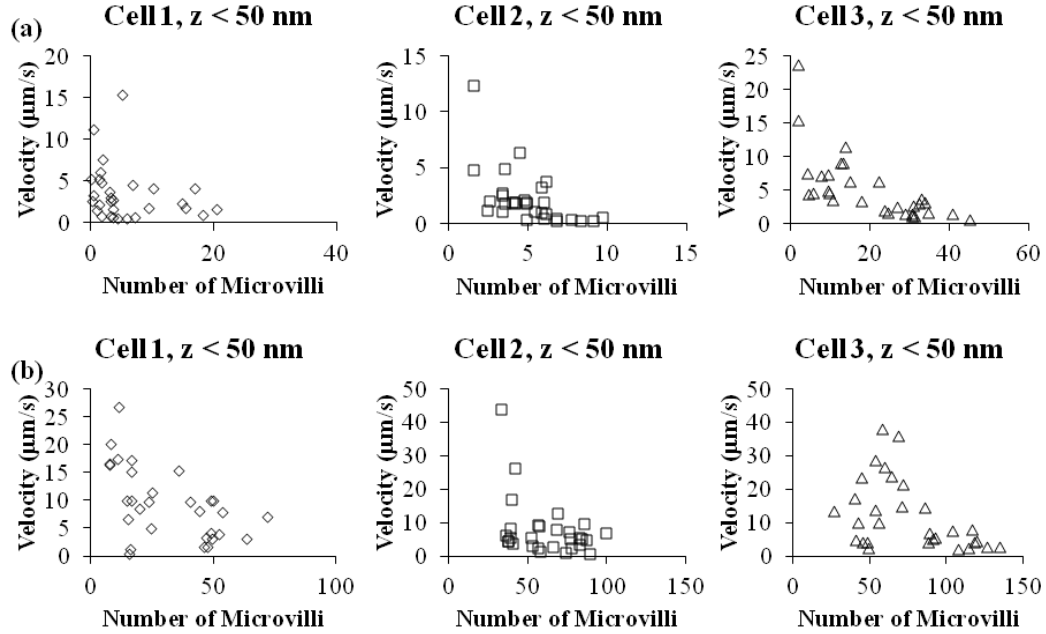 (a)
Cell 1, z < 50 nm
Velocity (µm/s)
20
15
10
5
0
0 20 40
Number of Microvilli
Cell 2, z < 50 nm
Velocity (µm/s)
15
10
5
0
0 5 10 15
Number of Microvilli
Cell 3, z < 50 nm
Velocity (µm/s)
25
20
15
10
5
0
0 20 40 60
Number of Microvilli
(b)
Cell 1, z < 50 nm
Velocity (µm/s)
30
25
20
15
10
5
0
0 50 100
Number of Microvilli
Cell 2, z < 50 nm
Velocity (µm/s)
50
40
30
20
10
0
0 50 100 150
Number of Microvilli
Cell 3, z < 50 nm
Velocity (µm/s)
50
40
30
20
10
0
0 50 100 150
Number of Microvilli